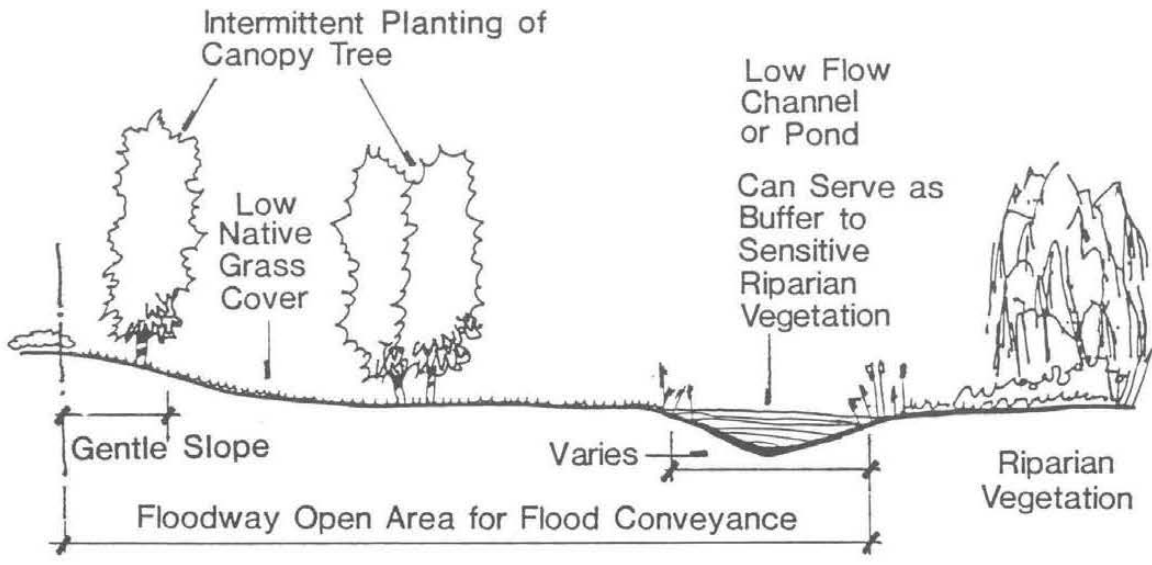 Intermittent Planting of
Canopy Tree
Low Flow
Channel
or Pond
Can Serve as
Buffer to
Sensitive
Riparian
Vegetation
Low
Native
Grass
Cover
Gentle Slope
Varies
Riparian
Vegetation
Floodway Open Area for Flood Conveyance